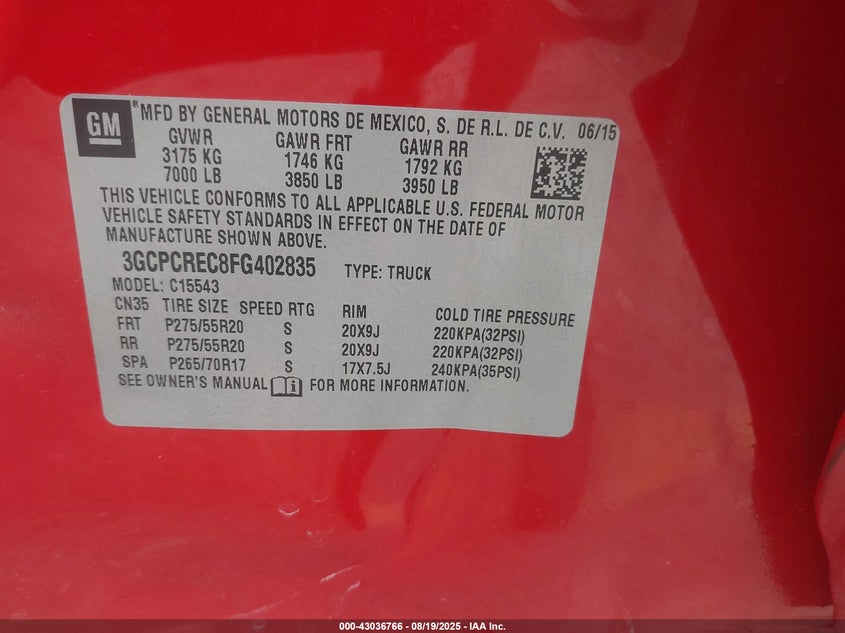 GM
*MFD BY GENERAL MOTORS DE MEXICO, S. DE R.L. DE C.V. 06/15
GVWR GAWR FRT GAWR RR
3175 KG 1746 KG 1792 KG
7000 LB 3850 LB 3950 LB
THIS VEHICLE CONFORMS TO ALL APPLICABLE U.S. FEDERAL MOTOR
VEHICLE SAFETY STANDARDS IN EFFECT ON THE DATE OF
MANUFACTURE SHOWN ABOVE.
3GCPCREC8FG402835 TYPE: TRUCK
MODEL: C15543
CN35 TIRE SIZE SPEED RTG RIM COLD TIRE PRESSURE
FRT P275/55R20 S 20X9J 220KPA(32PSI)
RR P275/55R20 S 20X9J 220KPA(32PSI)
SPA P265/70R17 S 17X7.5J 240KPA(35PSI)
SEE OWNER'S MANUAL i FOR MORE INFORMATION.
000-43036766 - 08/19/2025 - IAA Inc.